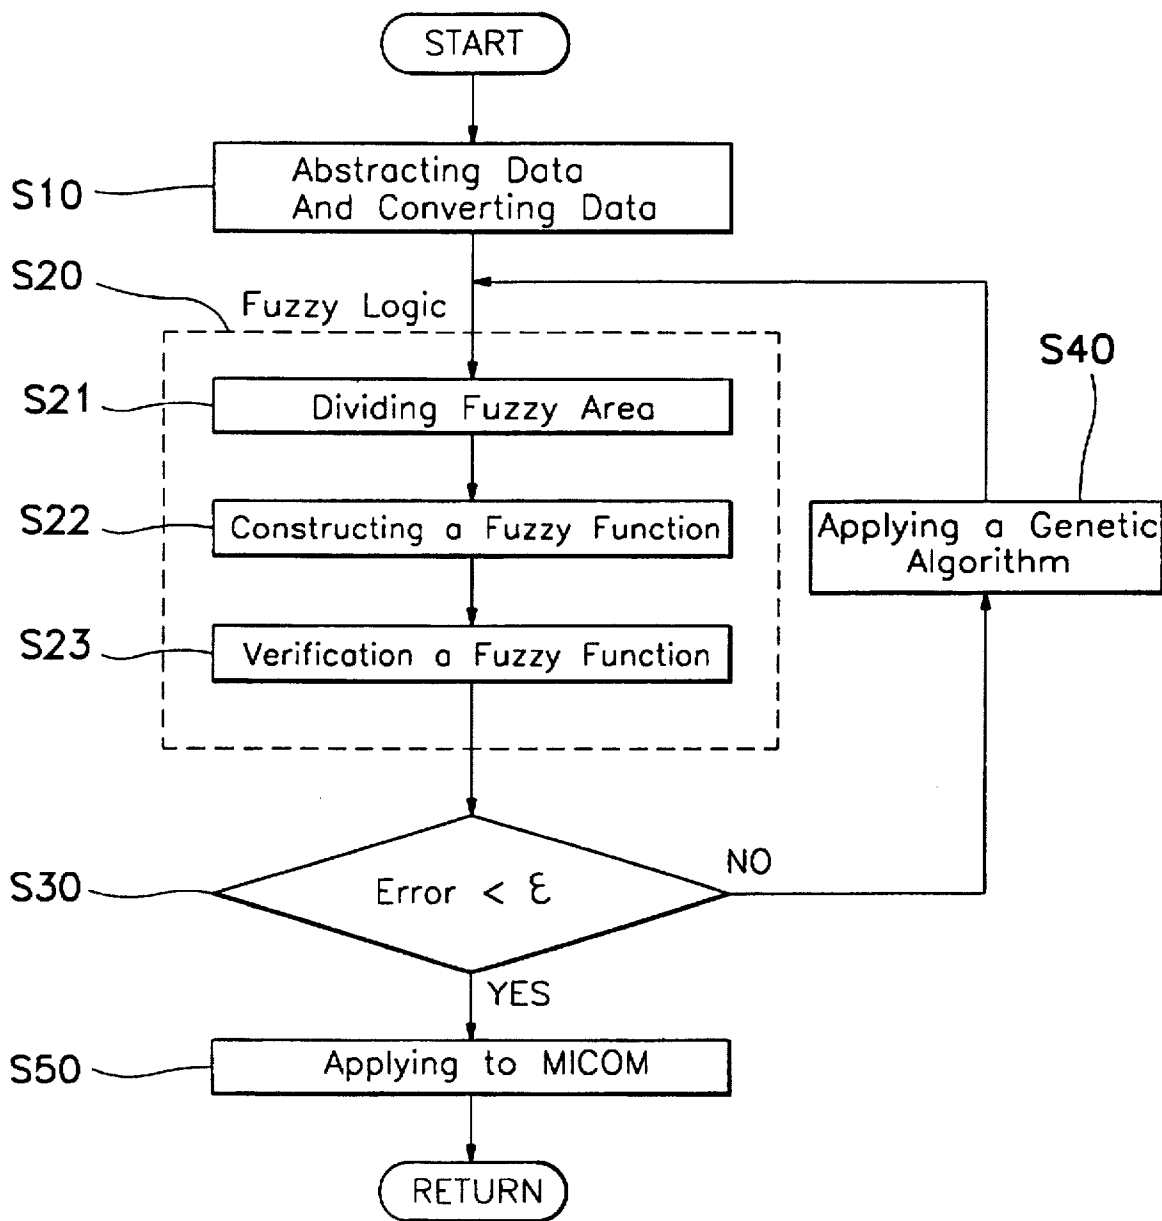 START
S10
Abstracting Data
And Converting Data
S20
Fuzzy Logic
S40
S21
Dividing Fuzzy Area
S22
Constructing a Fuzzy Function
Applying a Genetic
Algorithm
S23
Verification a Fuzzy Function
S30
Error < ε
NO
YES
S50
Applying to MICOM
RETURN